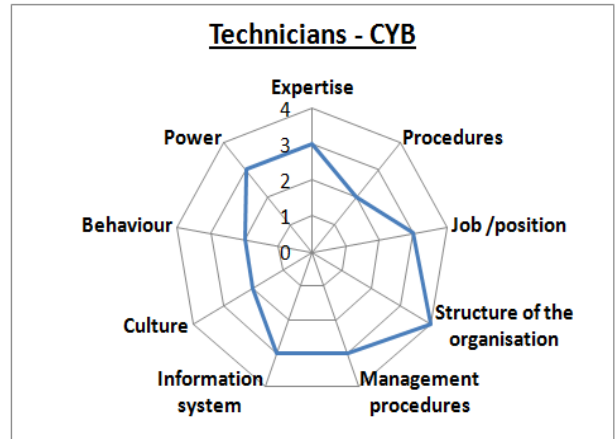 Technicians - CYB
Expertise
4
3
2
1
0
Procedures
Job /position
Structure of the
organisation
Management
procedures
Information
system
Culture
Behaviour
Power